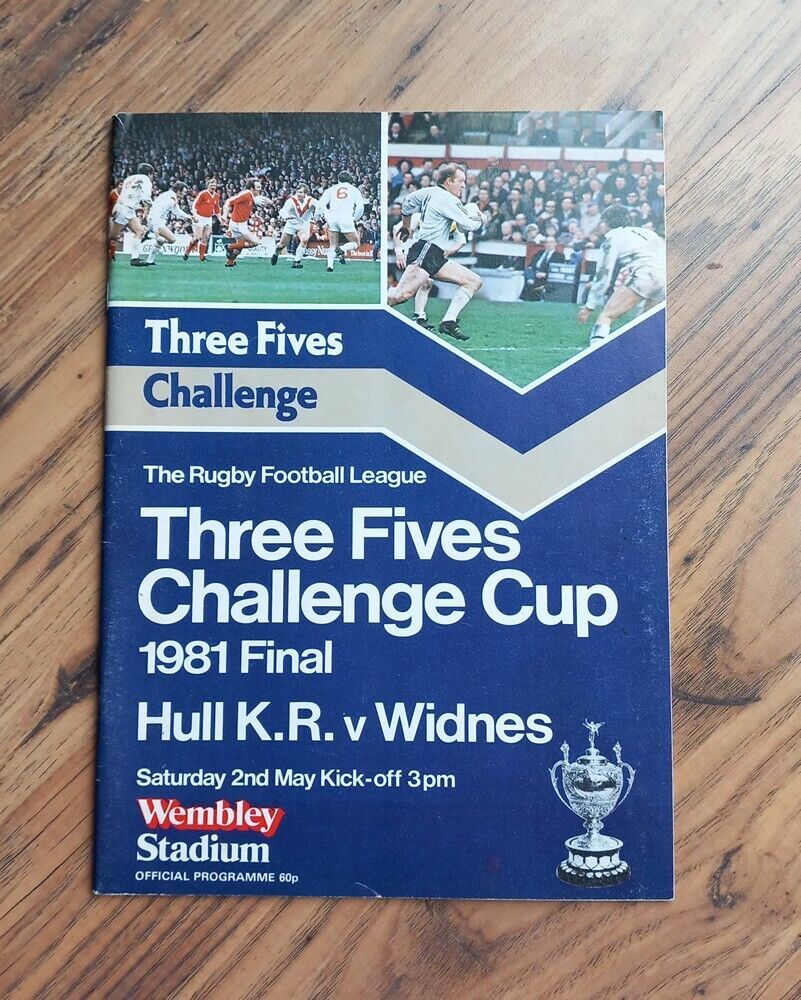 6
Three Fives
Challenge
The Rugby Football League
Three Fives
Challenge Cup
1981 Final
Hull K.R. v Widnes
Saturday 2nd May Kick-off 3pm
Wembley
Stadium
OFFICIAL PROGRAMME 60p